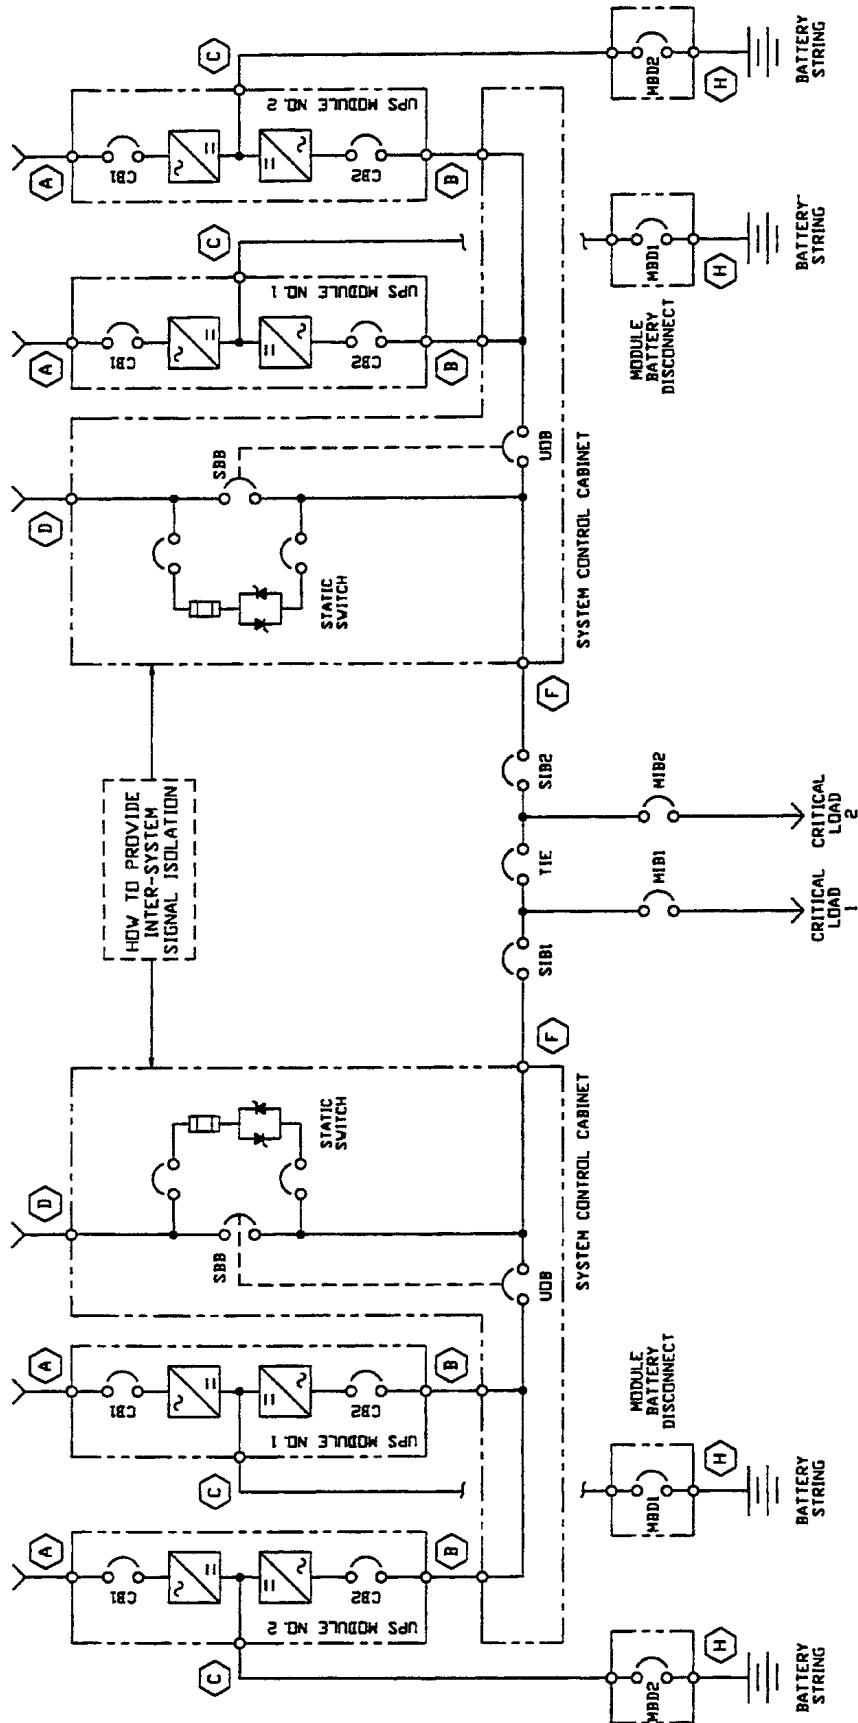 A
A
D
D
A
A
UPS MODULE NO. 2
CB1
CB2
C
UPS MODULE NO. 1
CB1
CB2
C
SBB
STATIC
SWITCH
HOW TO PROVIDE
INTER-SYSTEM
SIGNAL ISOLATION
STATIC
SWITCH
SBB
CB1
CB2
UPS MODULE NO. 1
C
CB1
CB2
UPS MODULE NO. 2
C
B
B
UOB
F
SIB1
TIE
SIB2
F
UOB
B
B
SYSTEM CONTROL CABINET
SYSTEM CONTROL CABINET
MIB1
MIB2
MBD2
H
MBD1
H
MODULE
BATTERY
DISCONNECT
MODULE
BATTERY
DISCONNECT
MBD1
H
MBD2
H
BATTERY
STRING
BATTERY
STRING
CRITICAL
LOAD
1
CRITICAL
LOAD
2
BATTERY-
STRING
BATTERY
STRING